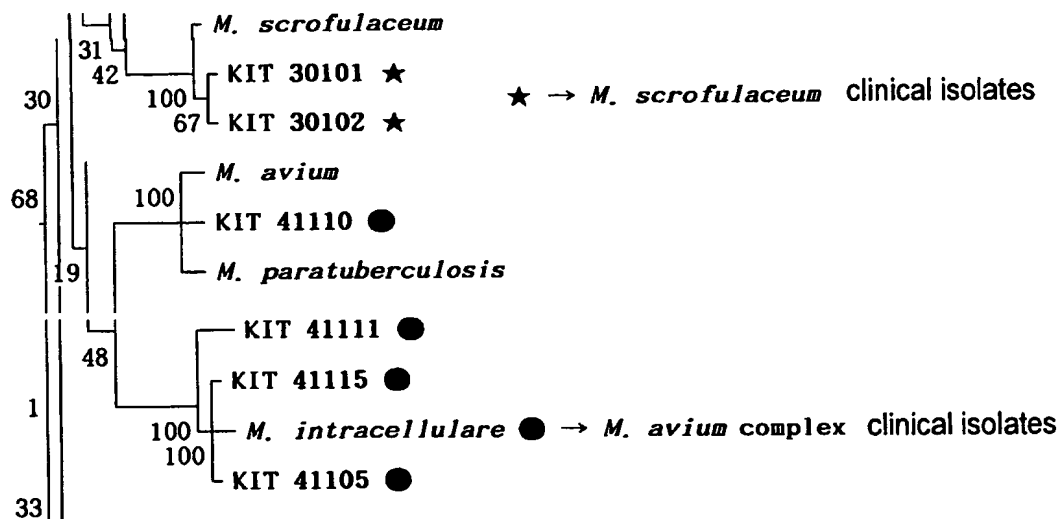 M. scrofulaceum
31
42
KIT 30101 ★
30
100
★ → M. scrofulaceum clinical isolates
67
KIT 30102 ★
M. avium
68
100
KIT 41110 ●
19
M. paratuberculosis
KIT 41111 ●
48
KIT 41115 ●
1
100
M. intracellulare ● → M. avium complex clinical isolates
100
KIT 41105 ●
33